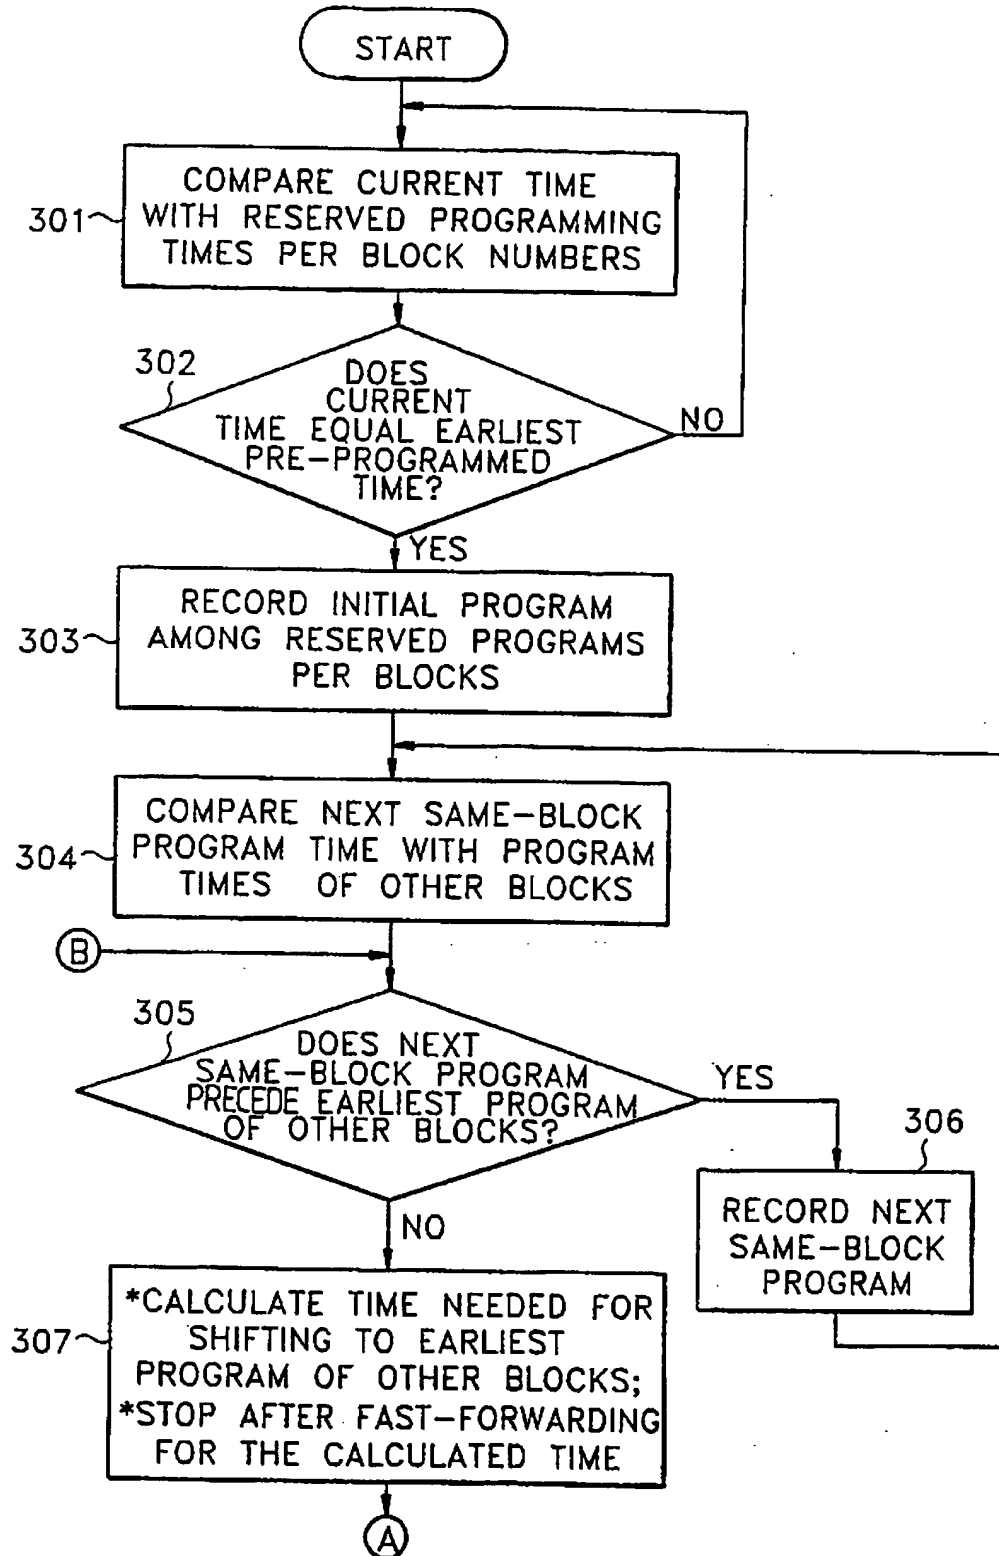 START
COMPARE CURRENT TIME
WITH RESERVED PROGRAMMING
TIMES PER BLOCK NUMBERS
301
302
DOES
CURRENT
TIME EQUAL EARLIEST
PRE-PROGRAMMED
TIME?
NO
YES
RECORD INITIAL PROGRAM
AMONG RESERVED PROGRAMS
PER BLOCKS
303
COMPARE NEXT SAME-BLOCK
PROGRAM TIME WITH PROGRAM
TIMES OF OTHER BLOCKS
304
B
305
DOES NEXT
SAME-BLOCK PROGRAM
PRECEDE EARLIEST PROGRAM
OF OTHER BLOCKS?
YES
306
RECORD NEXT
SAME-BLOCK
PROGRAM
NO
*CALCULATE TIME NEEDED FOR
SHIFTING TO EARLIEST
PROGRAM OF OTHER BLOCKS;
*STOP AFTER FAST-FORWARDING
FOR THE CALCULATED TIME
307
A